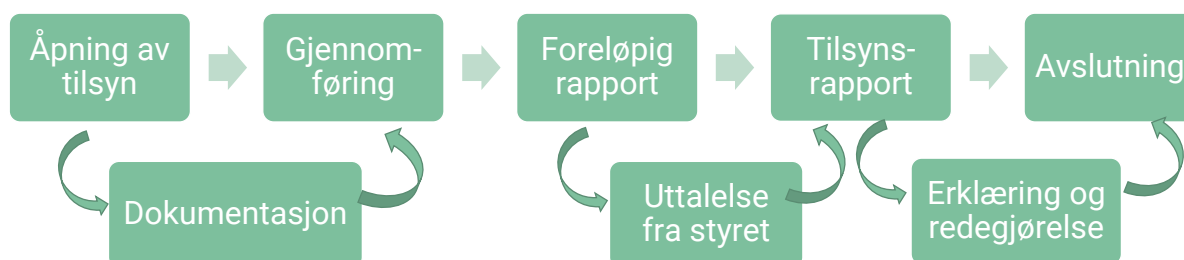 Åpning av
tilsyn
Gjennom-
føring
Foreløpig
rapport
Tilsyns-
rapport
Avslutning
Dokumentasjon
Uttalelse
fra styret
Erklæring og
redegjørelse